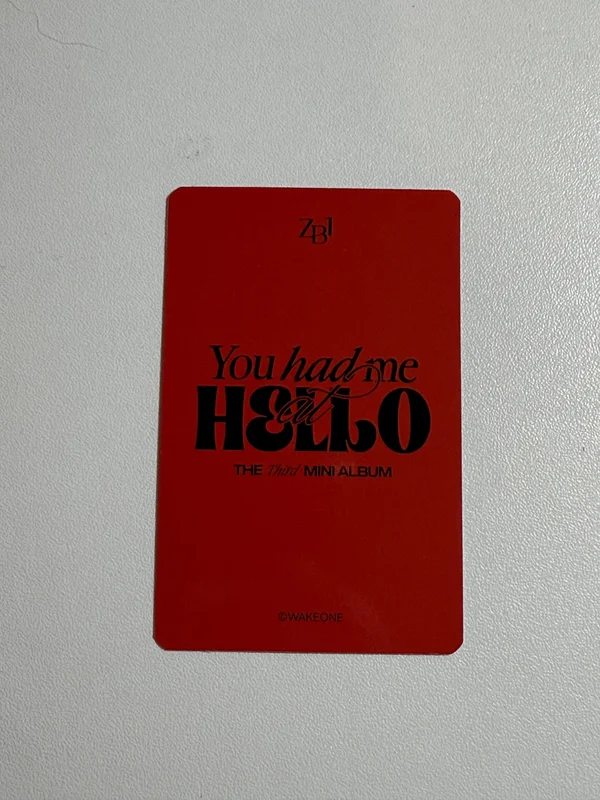 ZB1
You had me
at
HELLO
THE Third MINI ALBUM
©WAKEONE